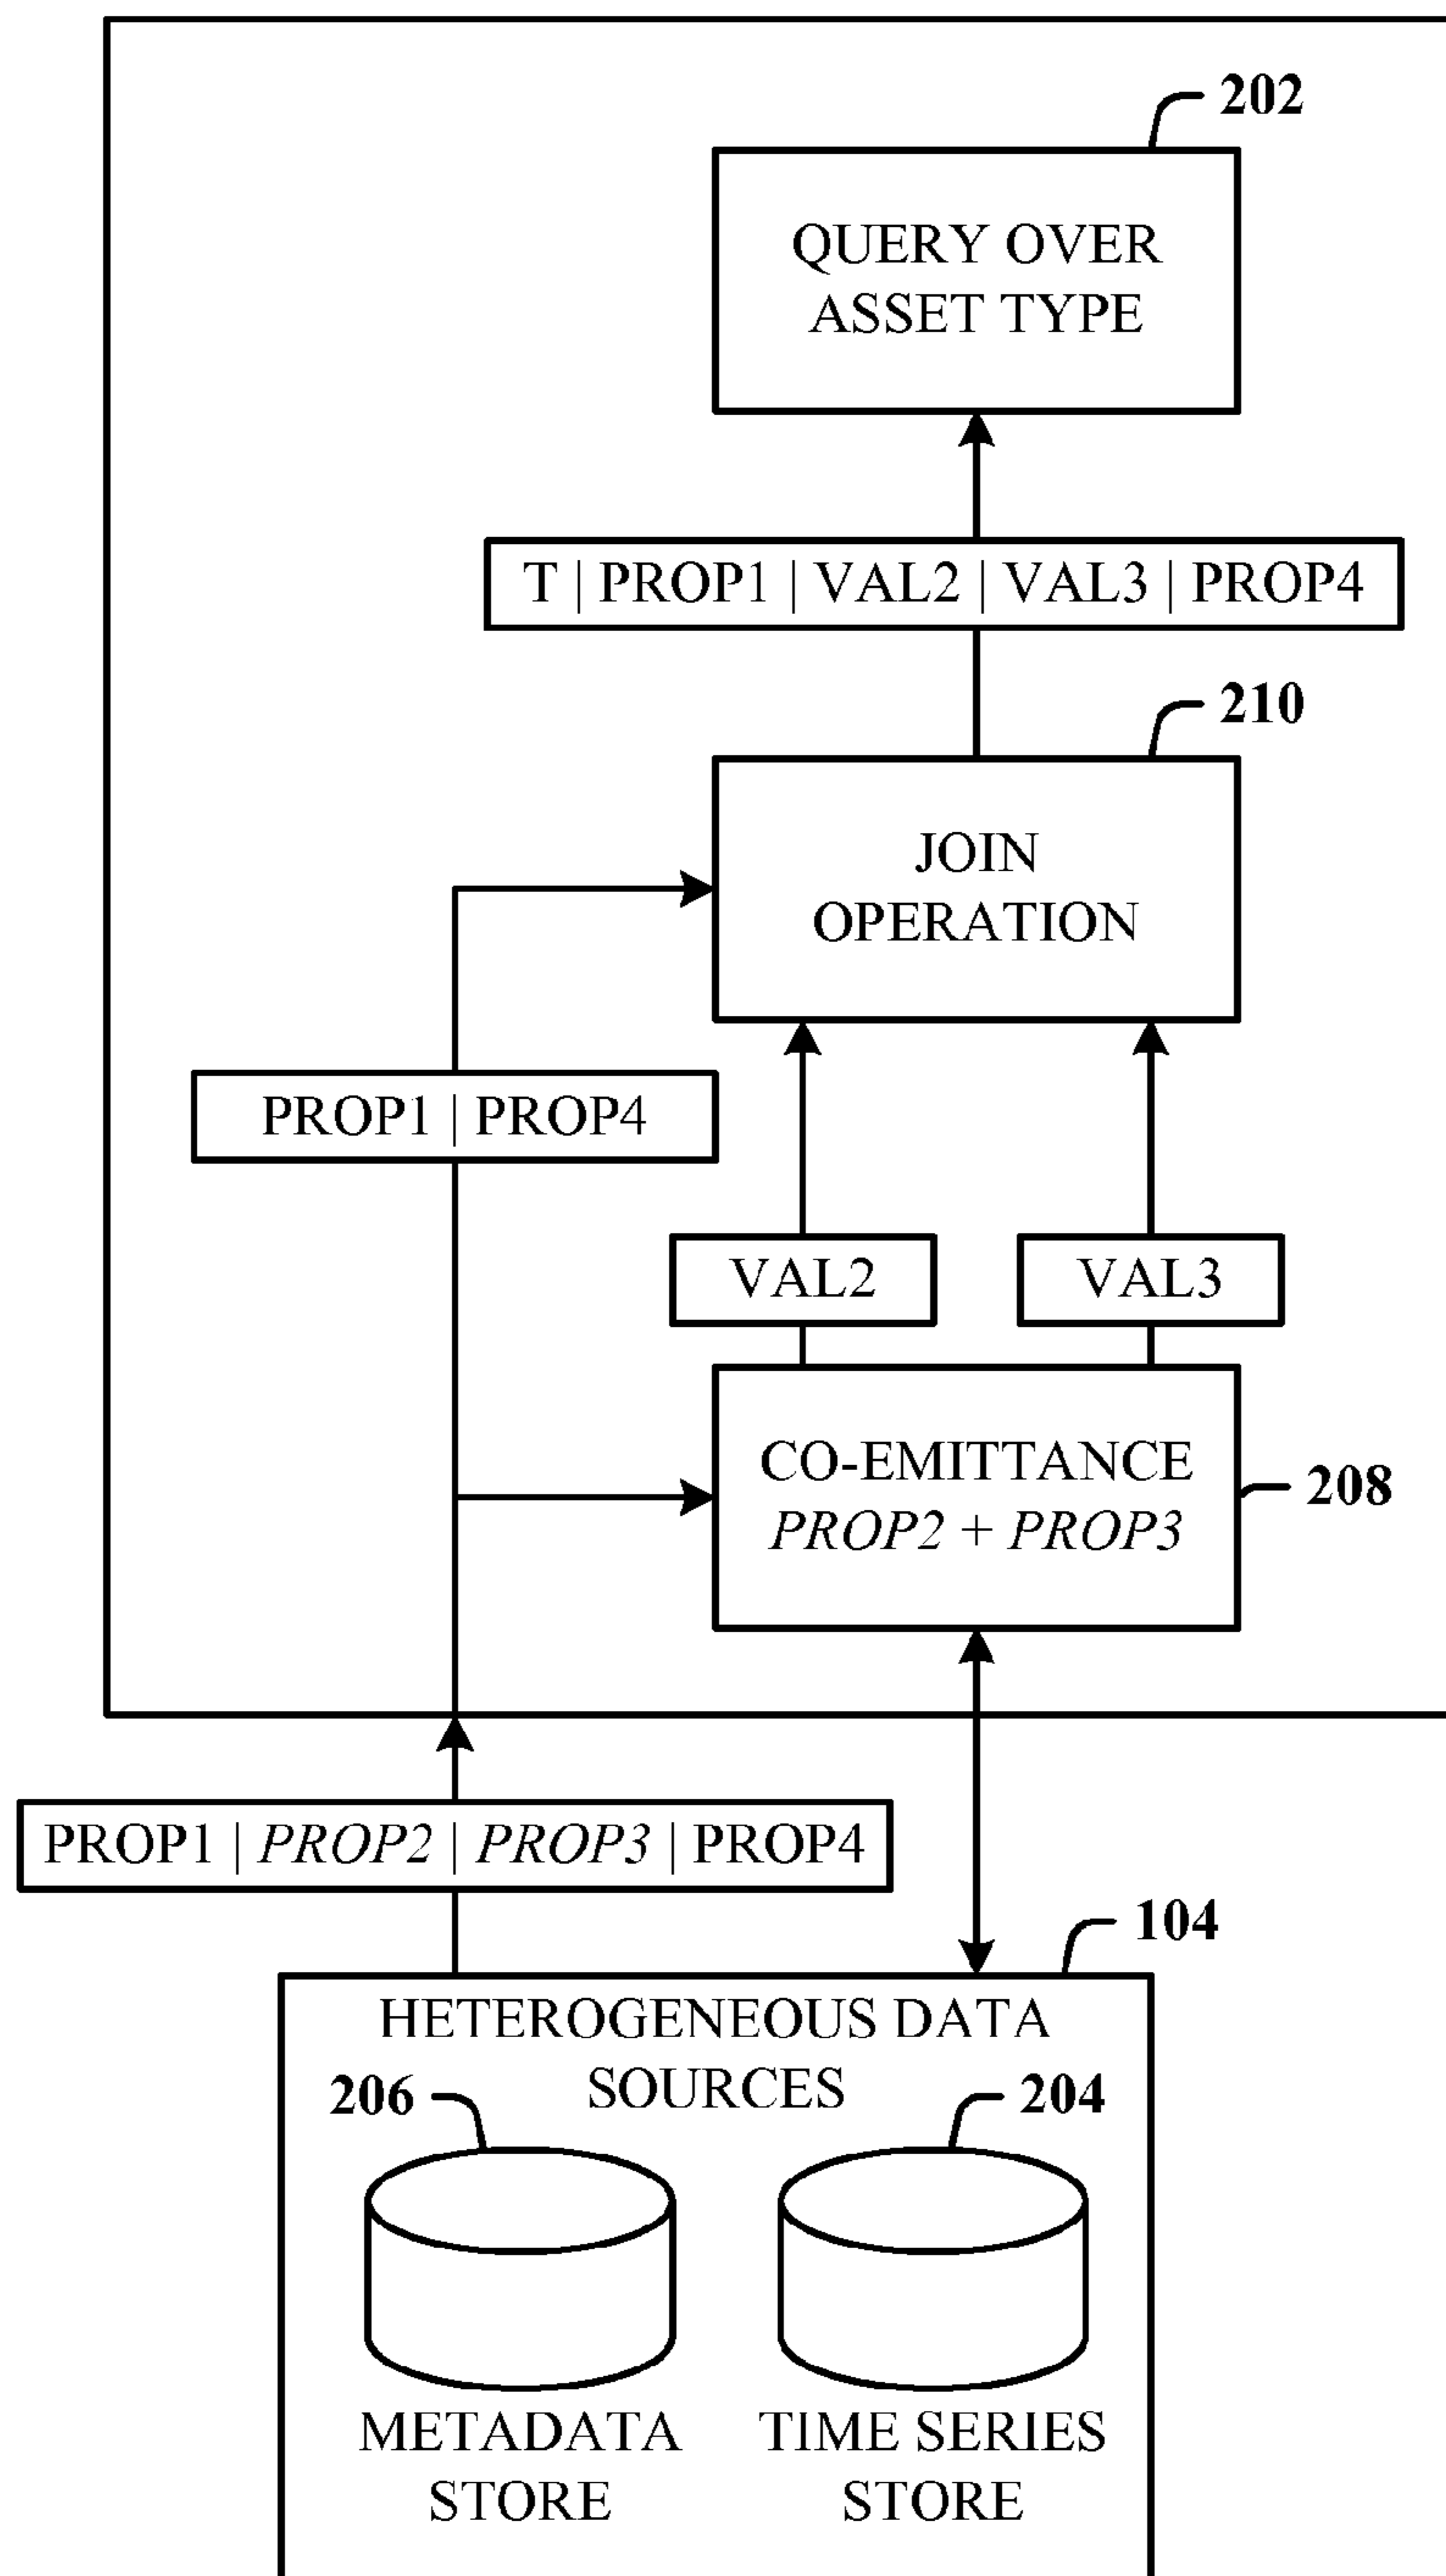 202
QUERY OVER
ASSET TYPE
T | PROP1 | VAL2 | VAL3 | PROP4
210
JOIN
OPERATION
PROP1 | PROP4
VAL2
VAL3
CO-EMITTANCE
PROP2 + PROP3
208
PROP1 | PROP2 | PROP3 | PROP4
104
HETEROGENEOUS DATA
SOURCES
206
204
METADATA
STORE
TIME SERIES
STORE